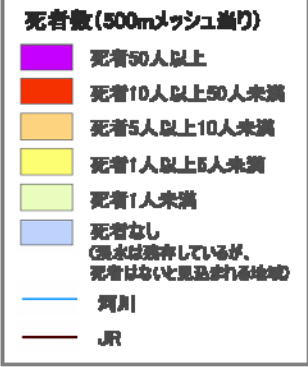 死者数(500mメッシュ当り)
死者50人以上
死者10人以上50人未満
死者5人以上10人未満
死者1人以上5人未満
死者1人未満
死者なし
(浸水は残存しているが、
死者はないと見込まれる地域)
河川
JR